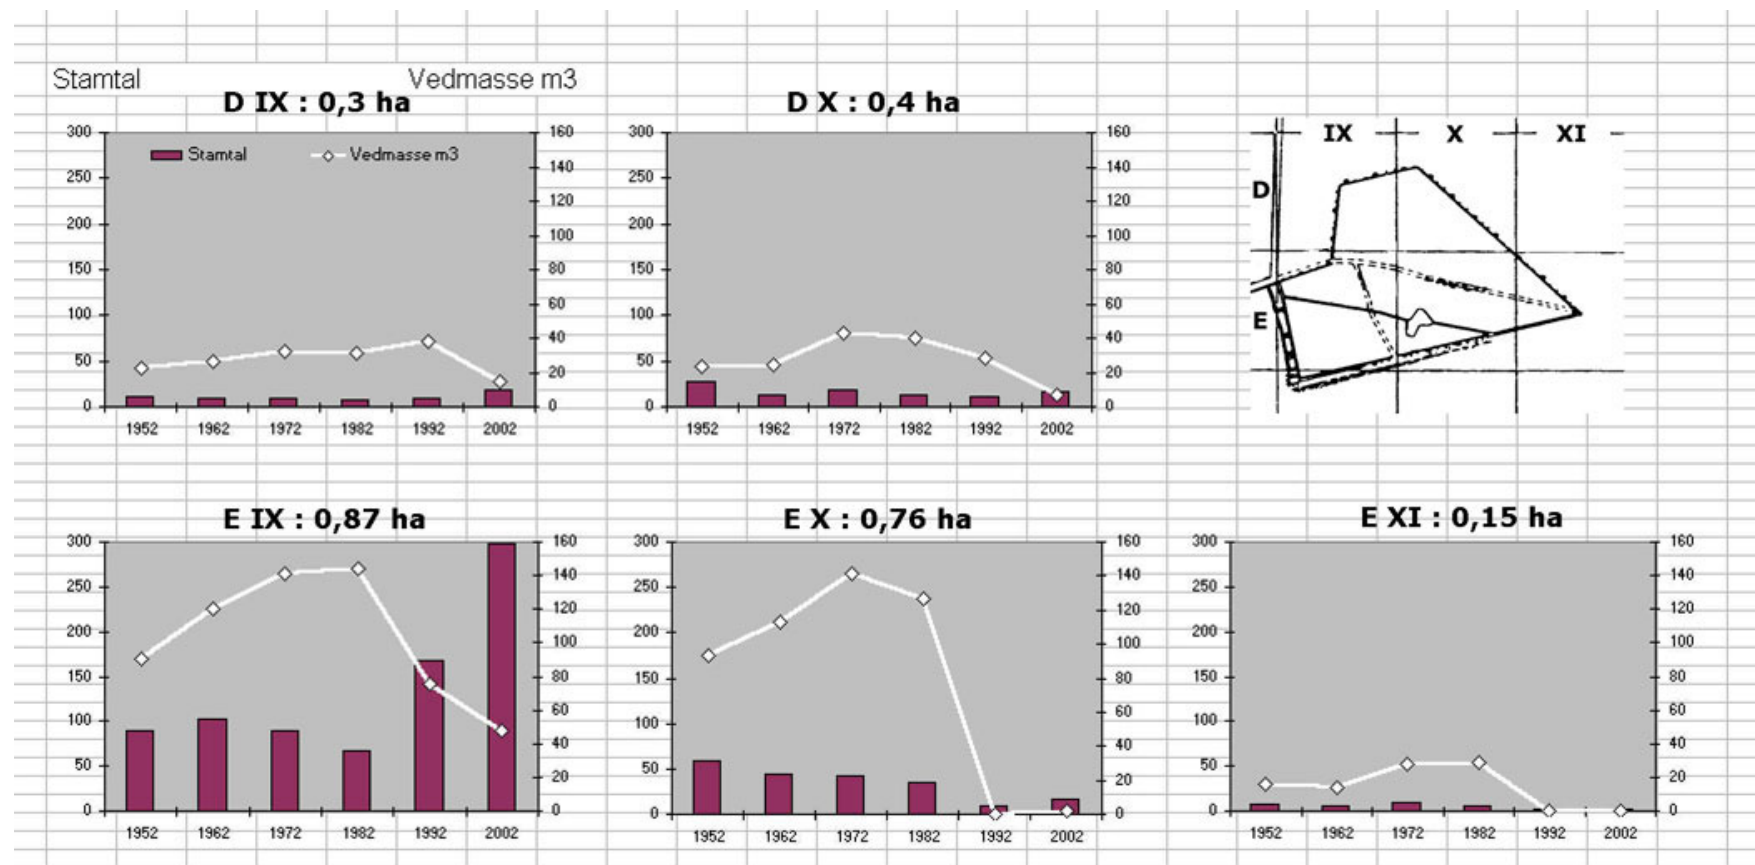 Stamtal Vedmasse m3
D IX : 0,3 ha D X : 0,4 ha
300 160 300 160 IX X XI
Stamtal Vedmasse m3
250 140 250 140
200 120 200 120 D
100 100
150 80 150 80
100 60 100 60 E
50 40 50 40
20 20
0 0 0 0
1952 1962 1972 1982 1992 2002 1952 1962 1972 1982 1992 2002
E IX : 0,87 ha E X : 0,76 ha E XI : 0,15 ha
300 160 300 160 300 160
250 140 250 140 250 140
200 120 200 120 200 120
100 100 100
150 80 150 80 150 80
100 60 100 60 100 60
50 40 50 40 50 40
20 20 20
0 0 0 0 0 0
1952 1962 1972 1982 1992 2002 1952 1962 1972 1982 1992 2002 1952 1962 1972 1982 1992 2002